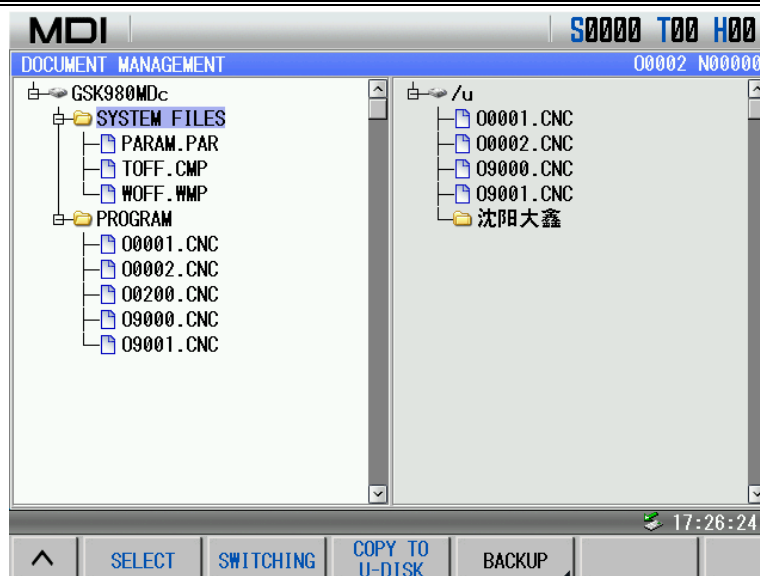 MDI
S0000 T00 H00
DOCUMENT MANAGEMENT
O0002 N00000
GSK980MDc
SYSTEM FILES
PARAM.PAR
TOFF.CMP
WOFF.WMP
PROGRAM
O0001.CNC
O0002.CNC
O0200.CNC
O9000.CNC
O9001.CNC
/u
O0001.CNC
O0002.CNC
O9000.CNC
O9001.CNC
沈阳大鑫
17:26:24
SELECT
SWITCHING
COPY TO
U-DISK
BACKUP